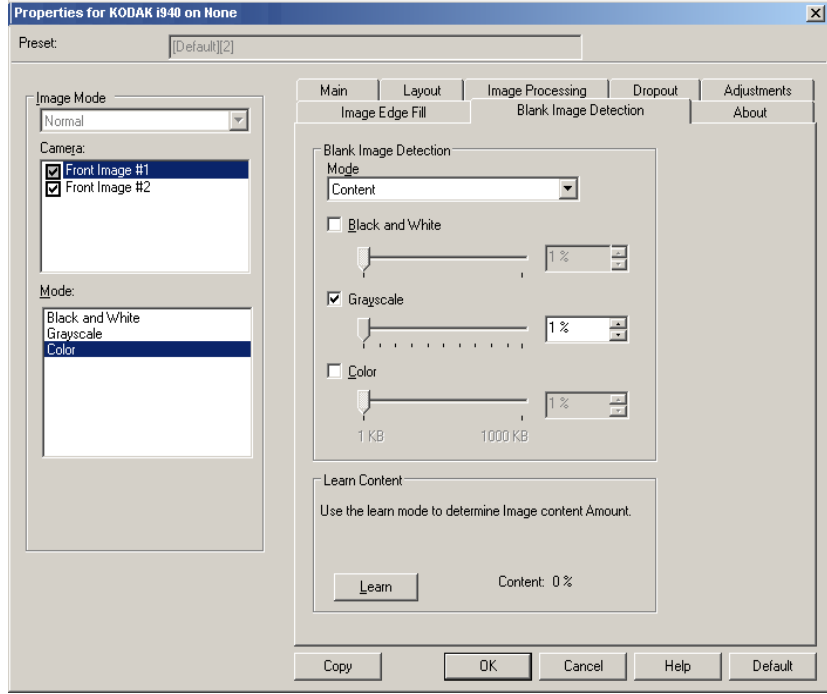 Properties for KODAK i940 on None
Preset: [Default][2]
Image Mode
Normal
Camera:
Front Image #1
Front Image #2
Mode:
Black and White
Grayscale
Color
Main Layout Image Processing Dropout Adjustments
Image Edge Fill Blank Image Detection About
Blank Image Detection
Mode
Content
Black and White
1 %
Grayscale
1 %
Color
1 %
1 KB 1000 KB
Learn Content
Use the learn mode to determine Image content Amount.
Learn Content: 0 %
Copy OK Cancel Help Default